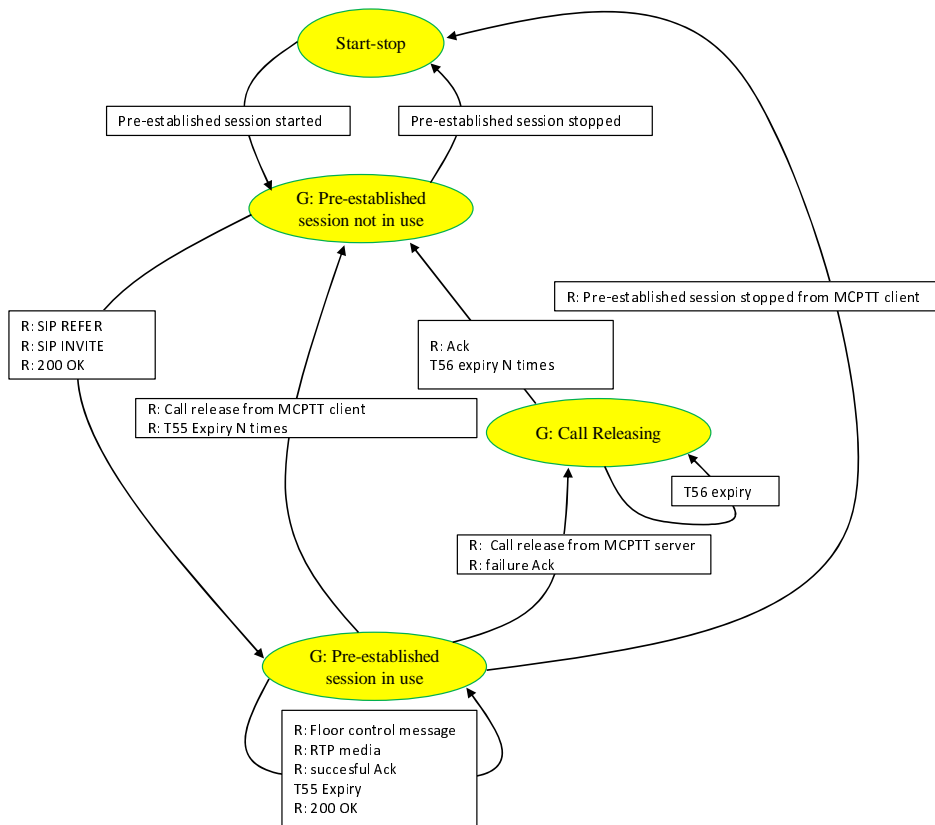 Start-stop
Pre-established session started
Pre-established session stopped
G: Pre-established
session not in use
R: Pre-established session stopped from MCPTT client
R: SIP REFER
R: SIP INVITE
R: 200 OK
R: Ack
T56 expiry N times
R: Call release from MCPTT client
R: T55 Expiry N times
G: Call Releasing
T56 expiry
R: Call release from MCPTT server
R: failure Ack
G: Pre-established
session in use
R: Floor control message
R: RTP media
R: succesful Ack
T55 Expiry
R: 200 OK